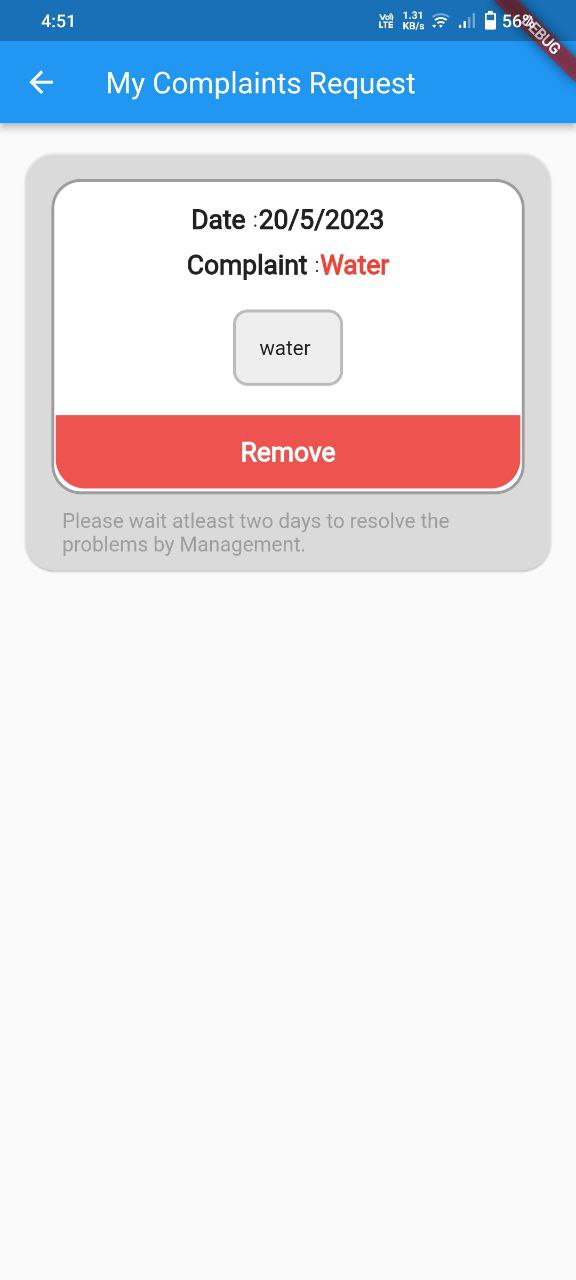 4:51
Vo)) LTE 1.31 KB/s 56%
DEBUG
My Complaints Request
Date :20/5/2023
Complaint :Water
water
Remove
Please wait atleast two days to resolve the
problems by Management.